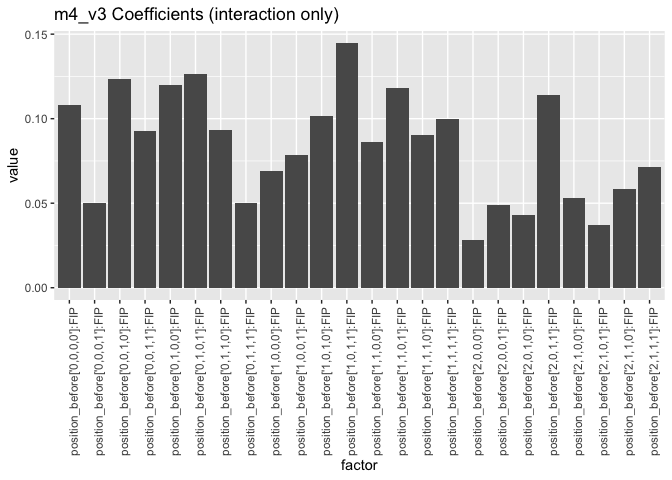 m4_v3 Coefficients (interaction only)
0.15
0.10
0.05
0.00
value
position_before['0,0,0,0']:FIP
position_before['0,0,0,1']:FIP
position_before['0,0,1,0']:FIP
position_before['0,0,1,1']:FIP
position_before['0,1,0,0']:FIP
position_before['0,1,0,1']:FIP
position_before['0,1,1,0']:FIP
position_before['0,1,1,1']:FIP
position_before['1,0,0,0']:FIP
position_before['1,0,0,1']:FIP
position_before['1,0,1,0']:FIP
position_before['1,0,1,1']:FIP
position_before['1,1,0,0']:FIP
position_before['1,1,0,1']:FIP
position_before['1,1,1,0']:FIP
position_before['1,1,1,1']:FIP
position_before['2,0,0,0']:FIP
position_before['2,0,0,1']:FIP
position_before['2,0,1,0']:FIP
position_before['2,0,1,1']:FIP
position_before['2,1,0,0']:FIP
position_before['2,1,0,1']:FIP
position_before['2,1,1,0']:FIP
position_before['2,1,1,1']:FIP
factor